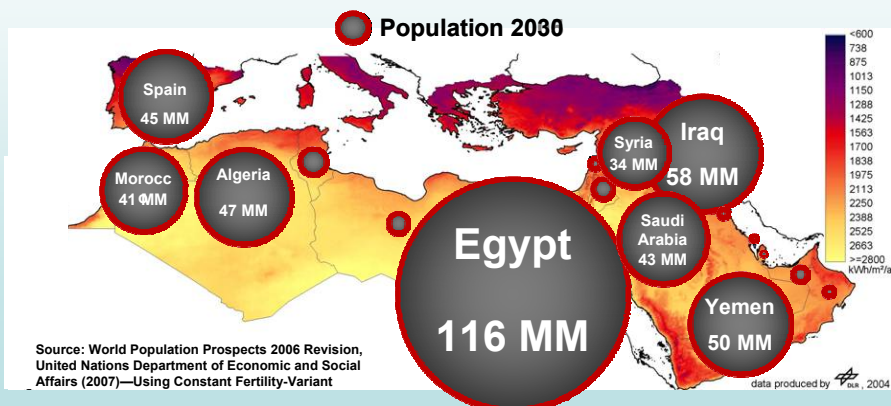 Population 2030
<600
738
875
1013
1150
1288
1425
1563
1700
1838
1975
2113
2250
2388
2525
2663
>=2800
kWh/m²/a
Spain
45 MM
Morocc
MM
Algeria
47 MM
Egypt
116 MM
Syria
34 MM
Iraq
58 MM
Saudi
Arabia
43 MM
Yemen
50 MM
Source: World Population Prospects 2006 Revision,
United Nations Department of Economic and Social
Affairs (2007)—Using Constant Fertility-Variant
data produced by DLR, 2004